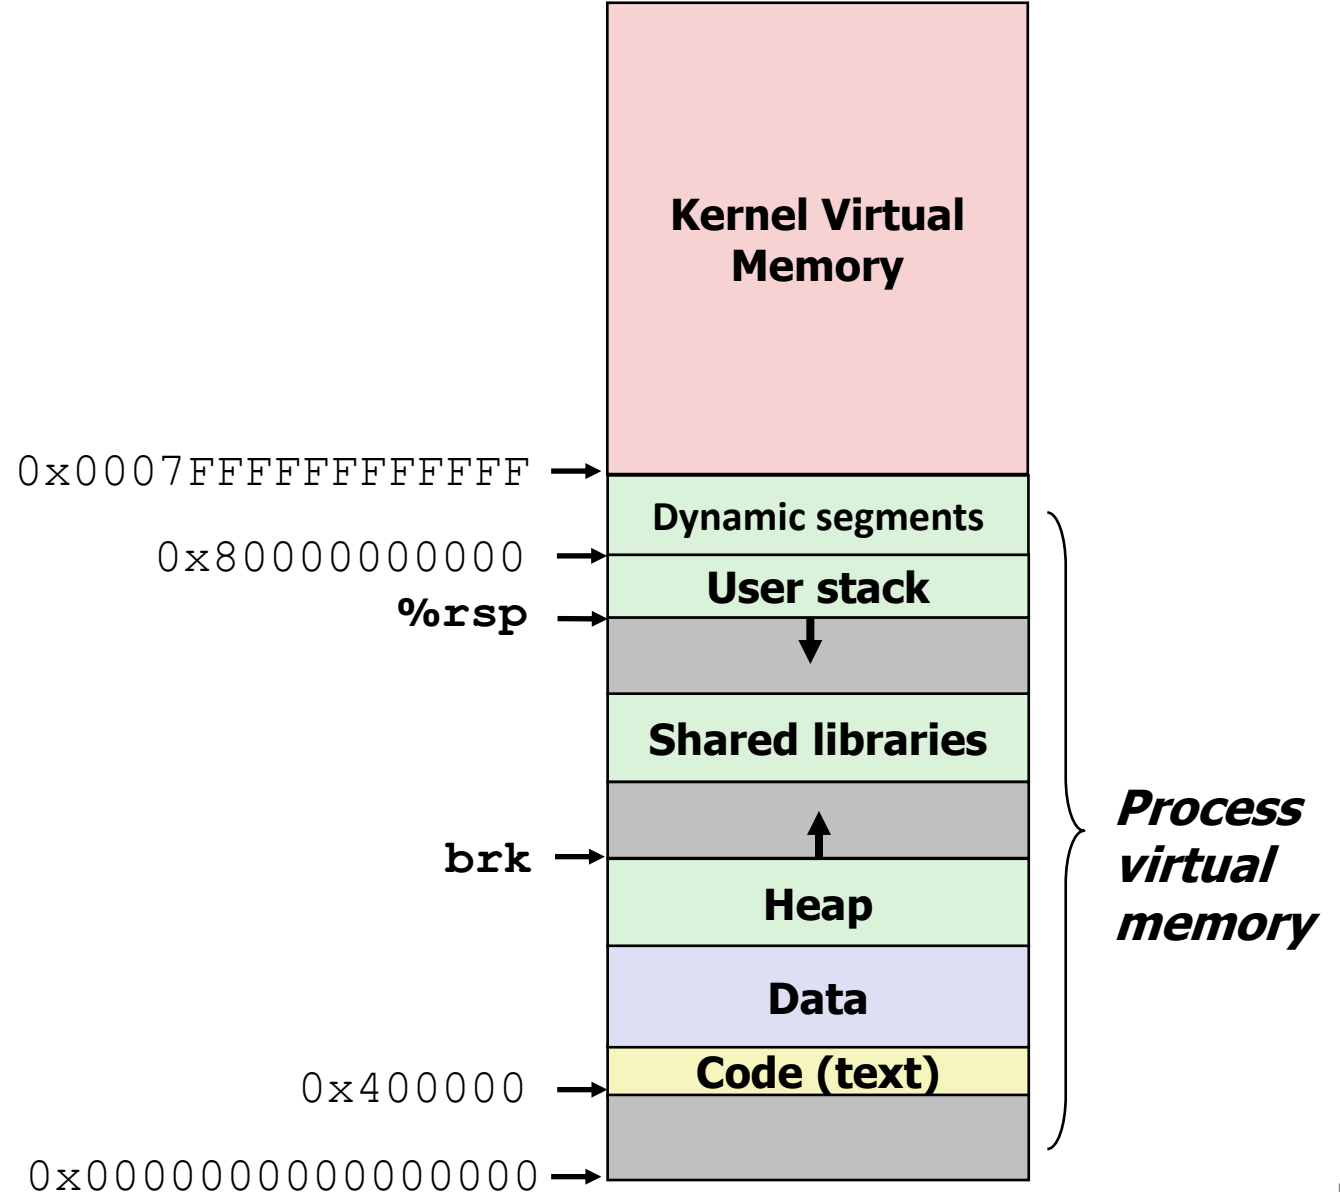 Kernel Virtual
Memory
0x0007FFFFFFFFFFFF
Dynamic segments
0x80000000000
User stack
%rsp
Shared libraries
Process
virtual
memory
brk
Heap
Data
Code (text)
0x400000
0x0000000000000000